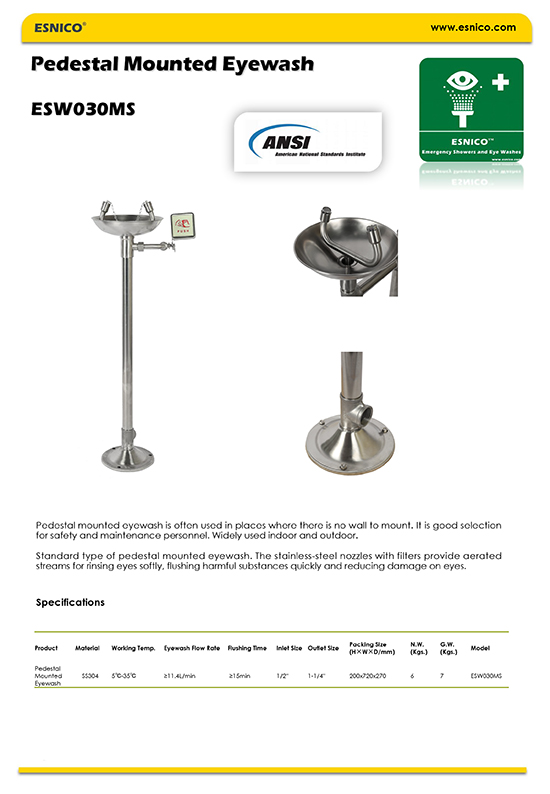 ESNICO®
www.esnico.com
Pedestal Mounted Eyewash
ESW030MS
ANSI
American National Standards Institute
ESNICO™
Emergency Showers and Eye Washes
www.esnico.com
PUSH
Pedestal mounted eyewash is often used in places where there is no wall to mount. It is good selection
for safety and maintenance personnel. Widely used indoor and outdoor.
Standard type of pedestal mounted eyewash. The stainless-steel nozzles with filters provide aerated
streams for rinsing eyes softly, flushing harmful substances quickly and reducing damage on eyes.
Specifications
Product Material Working Temp. Eyewash Flow Rate Flushing Time Inlet Size Outlet Size Packing Size (H×W×D/mm) N.W. (Kgs.) G.W. (Kgs.) Model
Pedestal Mounted Eyewash SS304 5℃-35℃ ≥11.4L/min ≥15min 1/2" 1-1/4" 200x720x270 6 7 ESW030MS